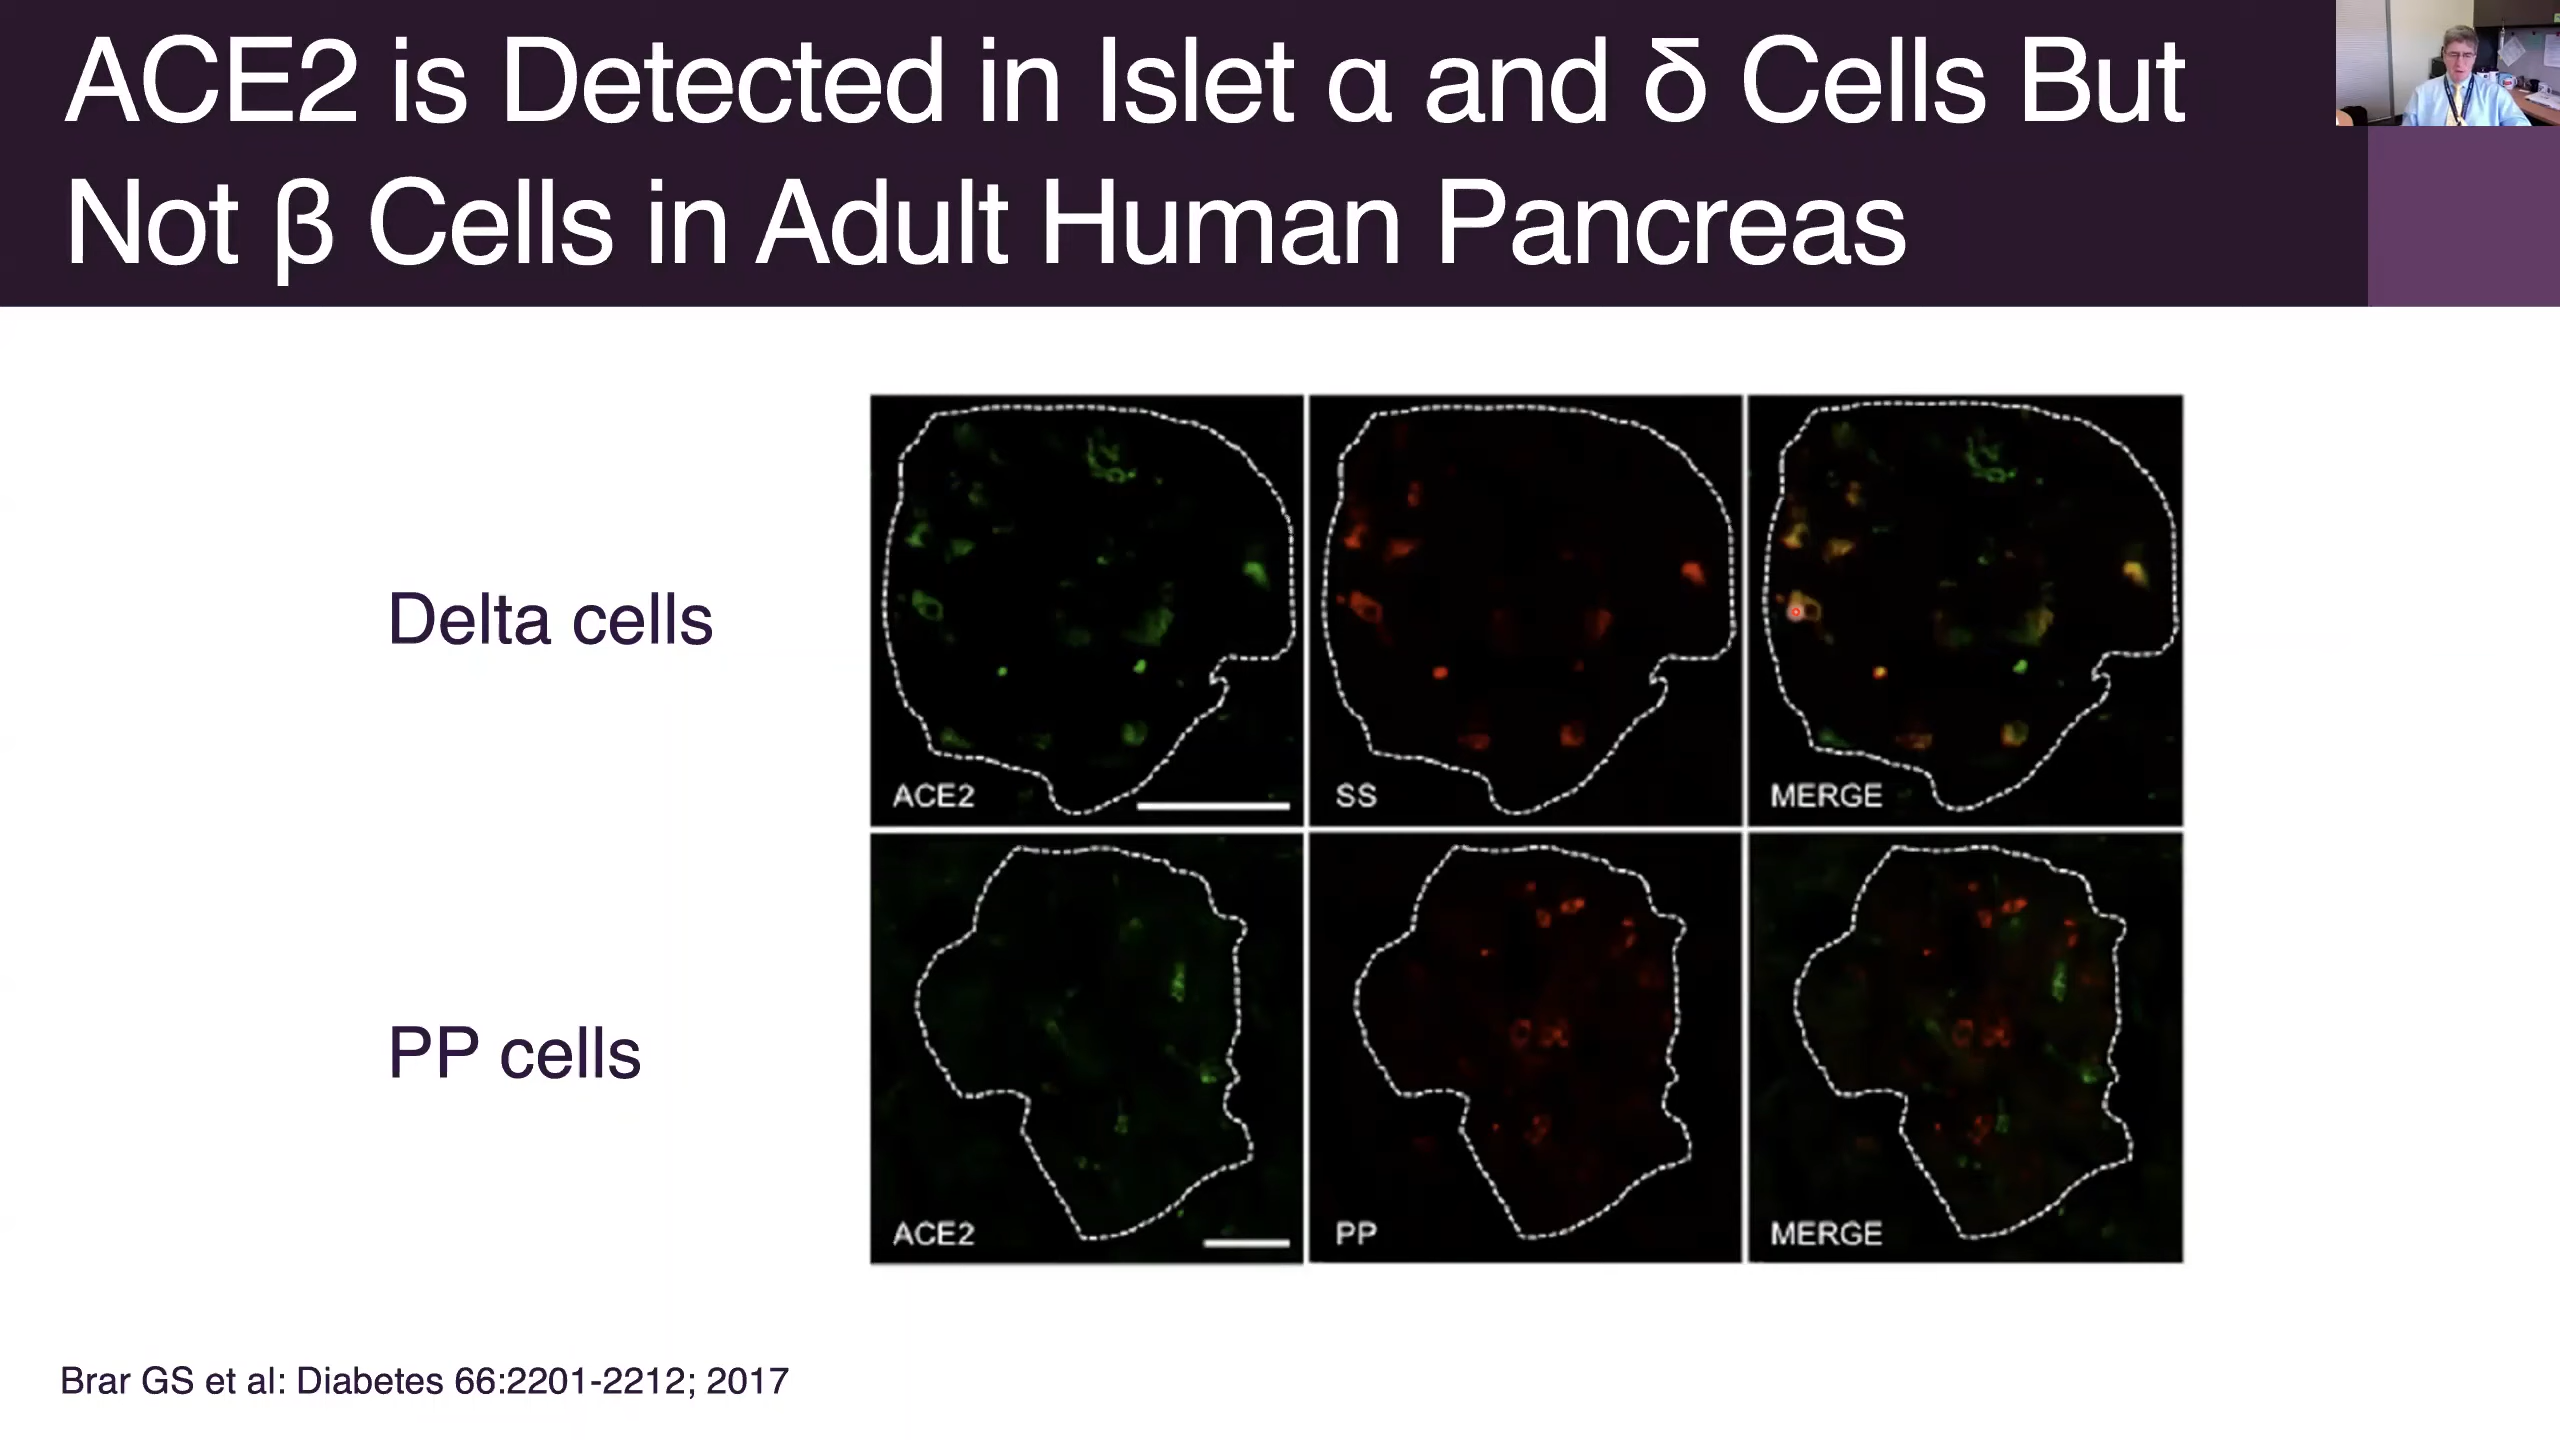 ACE2 is Detected in Islet α and δ Cells But
Not β Cells in Adult Human Pancreas
Delta cells
ACE2
SS
MERGE
PP cells
ACE2
PP
MERGE
Brar GS et al: Diabetes 66:2201-2212; 2017